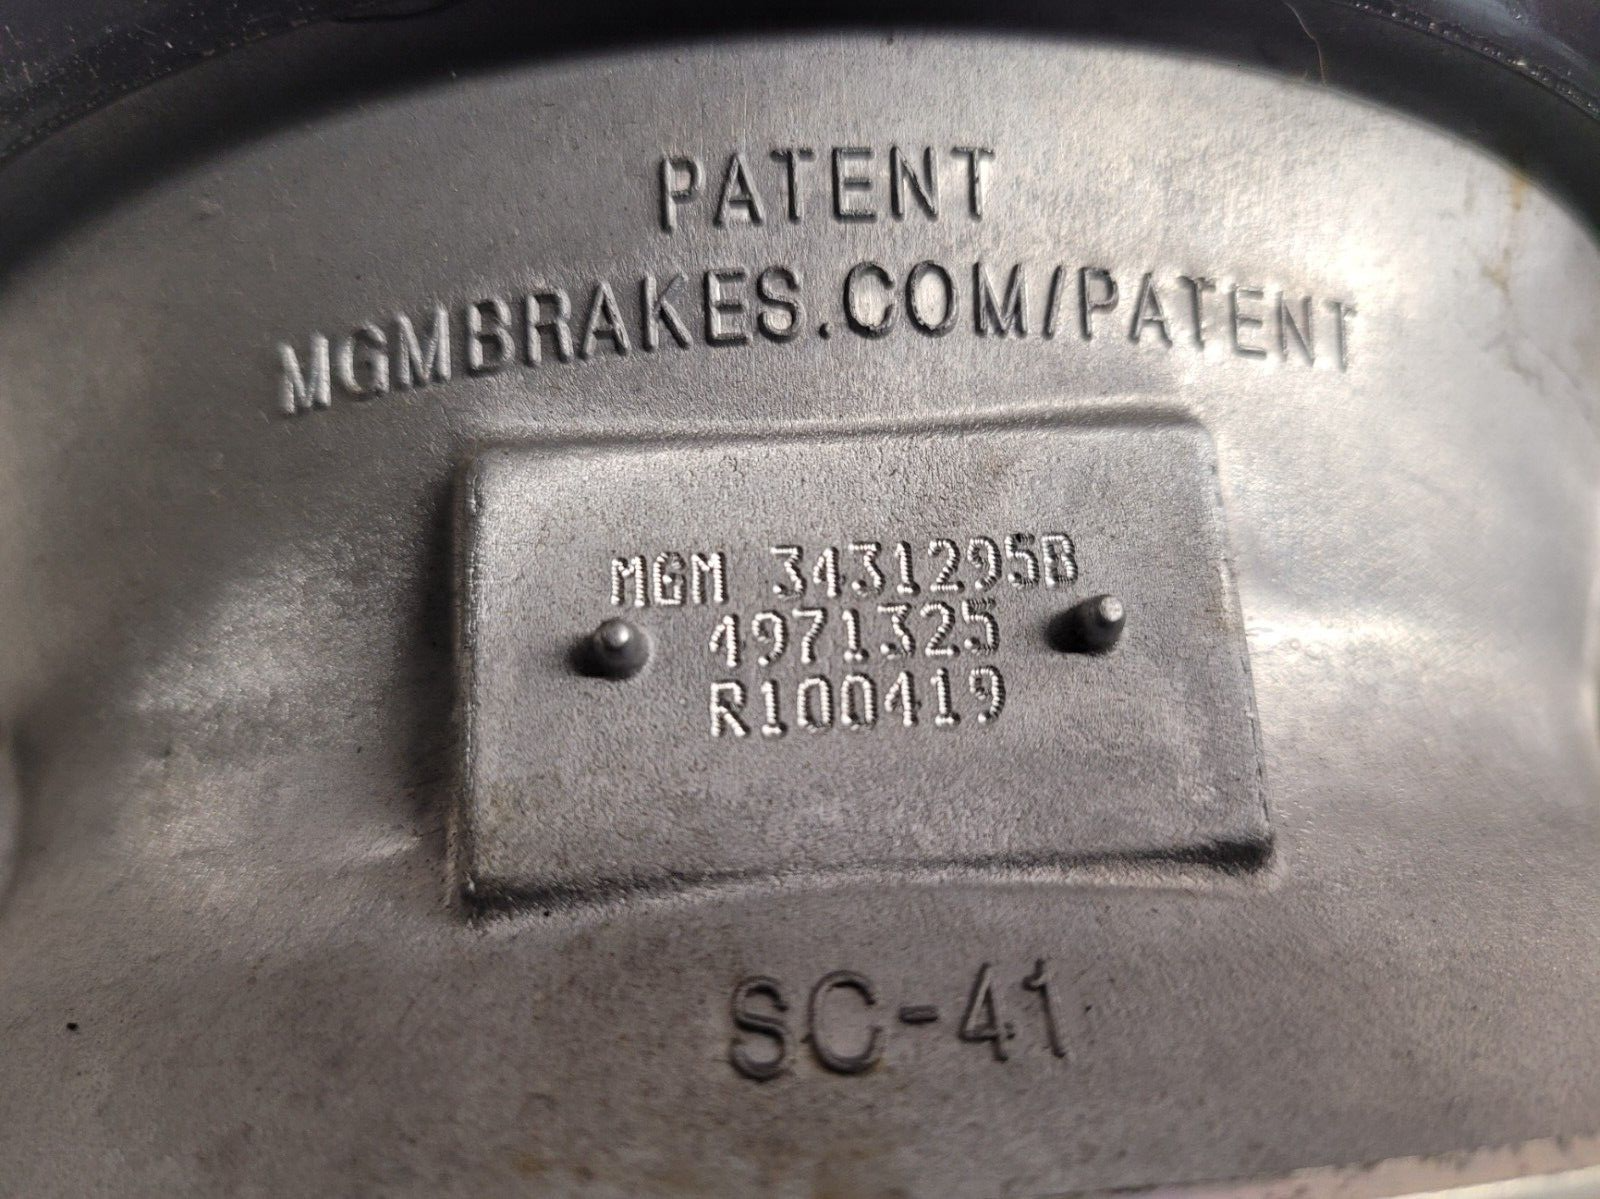 PATENT
MGMBRAKES.COM/PATENT
MGM 3431295B
4971325
R100419
SC-41